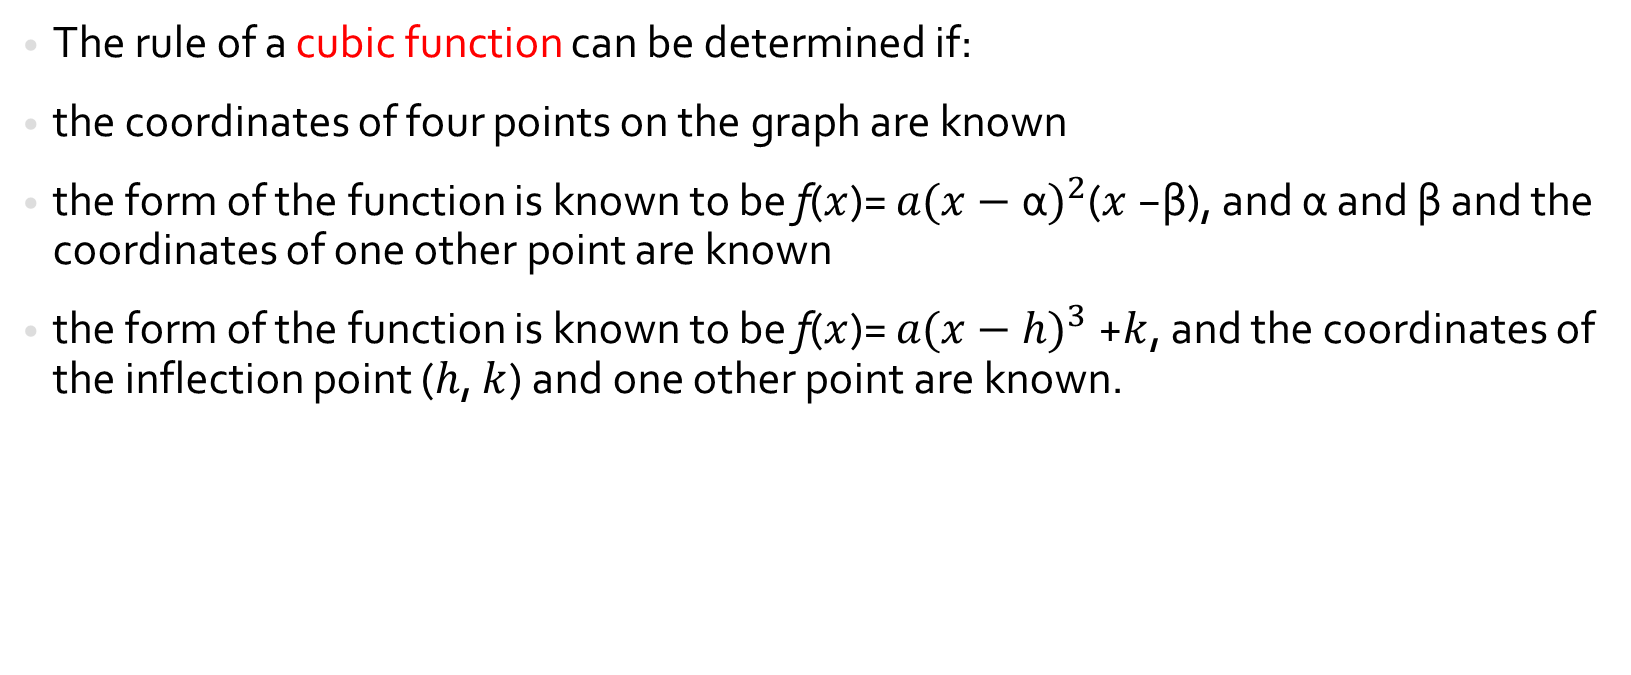 • The rule of a cubic function can be determined if:
• the coordinates of four points on the graph are known
• the form of the function is known to be f(x)= a(x − α)²(x −β), and α and β and the
coordinates of one other point are known
• the form of the function is known to be f(x)= a(x − h)³ +k, and the coordinates of
the inflection point (h, k) and one other point are known.